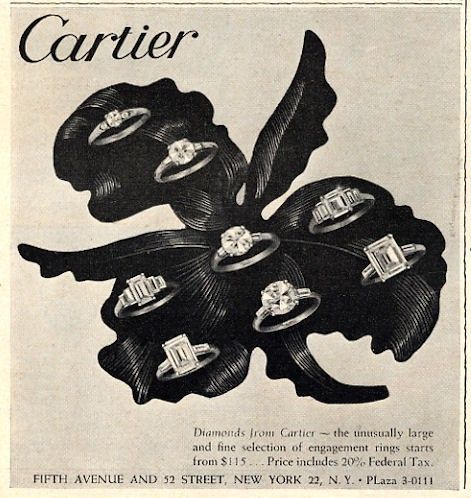 Cartier
Diamonds from Cartier — the unusually large
and fine selection of engagement rings starts
from $115 . . . Price includes 20% Federal Tax.
FIFTH AVENUE AND 52 STREET, NEW YORK 22, N. Y. • PLaza 3-0111